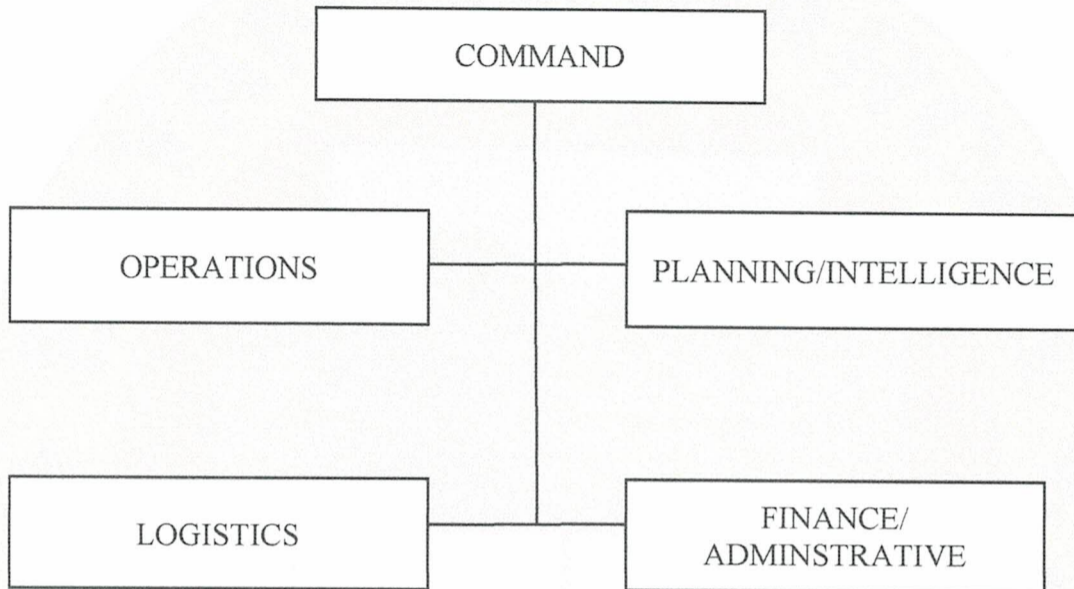 COMMAND
OPERATIONS
PLANNING/INTELLIGENCE
LOGISTICS
FINANCE/
ADMINSTRATIVE